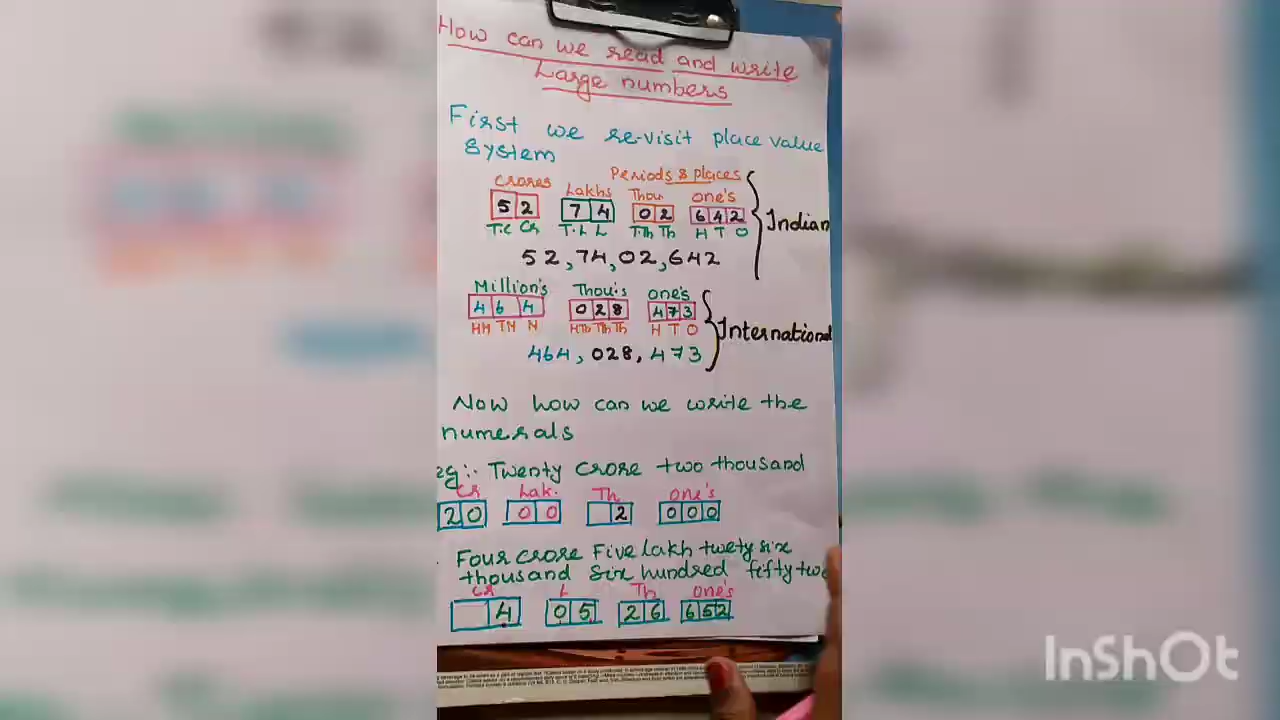 How can we read and write
Large numbers
First we re-visit place value
System
Periods & places
Crores Lakhs Thou One's
5 2 7 4 0 2 6 4 2
T.C Cr T.L L T.Th Th H T O
Indian
52,74,02,642
Million's Thou's One's
4 6 4 0 2 8 4 7 3
HM TM M H.Th T.Th Th H T O
International
464, 028, 473
Now how can we write the
numerals
eg:- Twenty crore two thousand
Cr Lak. Th One's
2 0 0 0 2 0 0 0
Four crore Five lakh twety six
thousand six hundred fifty two
Cr L Th One's
4 0 5 2 6 6 5 2
InShOt